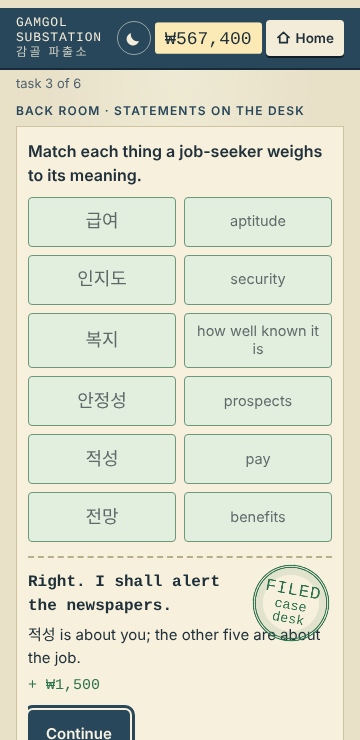 GAMGOL
SUBSTATION
감골 파출소
₩567,400
Home
task 3 of 6
BACK ROOM · STATEMENTS ON THE DESK
Match each thing a job-seeker weighs
to its meaning.
급여
aptitude
인지도
security
복지
how well known it
is
안정성
prospects
적성
pay
전망
benefits
Right. I shall alert
the newspapers.
FILED
case
desk
적성 is about you; the other five are about
the job.
+ ₩1,500
Continue